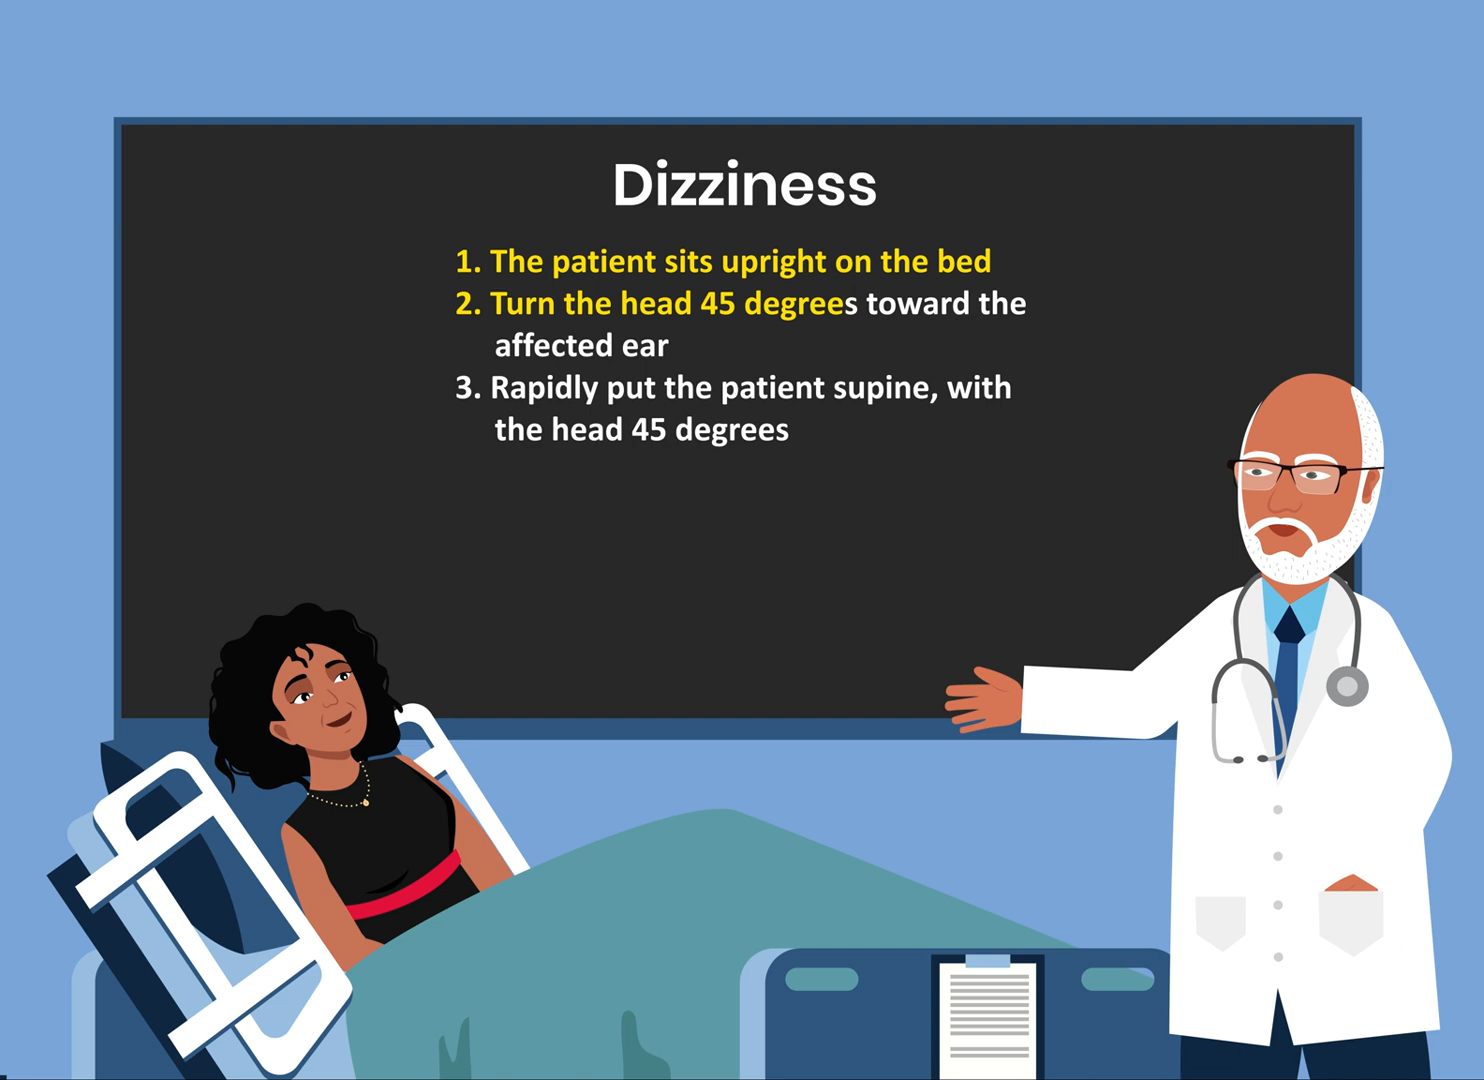 Dizziness
1. The patient sits upright on the bed
2. Turn the head 45 degrees toward the
affected ear
3. Rapidly put the patient supine, with
the head 45 degrees